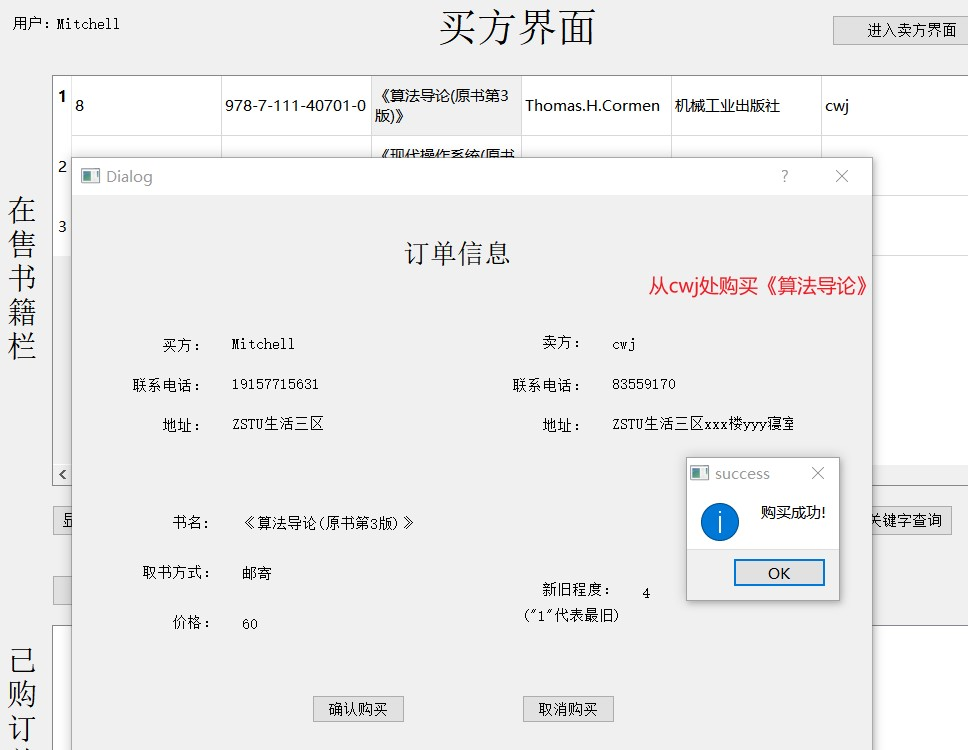 用户：Mitchell
买方界面
进入卖方界面
1 8 978-7-111-40701-0 《算法导论(原书第3版)》 Thomas.H.Cormen 机械工业出版社 cwj
2 《现代操作系统(原书
3
在售书籍栏
Dialog ?
订单信息
从cwj处购买《算法导论》
买方： Mitchell
卖方： cwj
联系电话： 19157715631
联系电话： 83559170
地址： ZSTU生活三区
地址： ZSTU生活三区xxx楼yyy寝室
success
购买成功!
OK
关键字查询
书名： 《算法导论(原书第3版)》
取书方式： 邮寄
新旧程度： 4
("1"代表最旧)
价格： 60
确认购买
取消购买
已购订